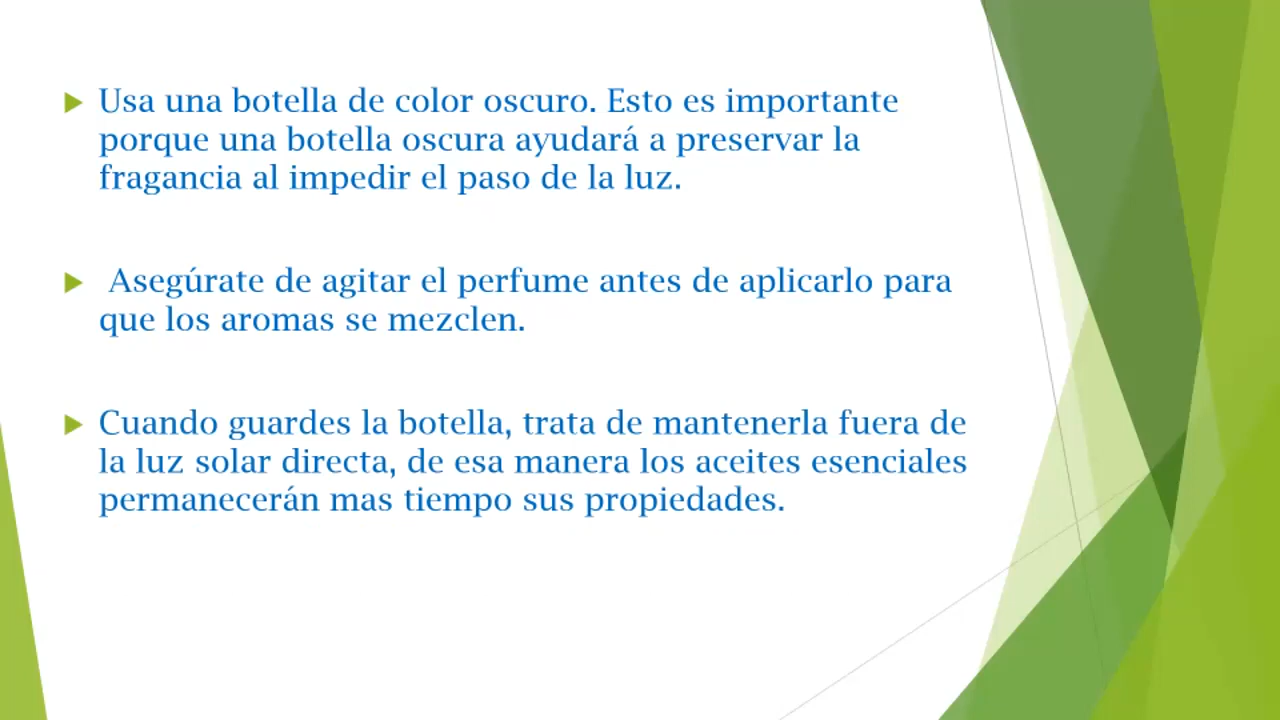 Usa una botella de color oscuro. Esto es importante
porque una botella oscura ayudará a preservar la
fragancia al impedir el paso de la luz.
Asegúrate de agitar el perfume antes de aplicarlo para
que los aromas se mezclen.
Cuando guardes la botella, trata de mantenerla fuera de
la luz solar directa, de esa manera los aceites esenciales
permanecerán mas tiempo sus propiedades.